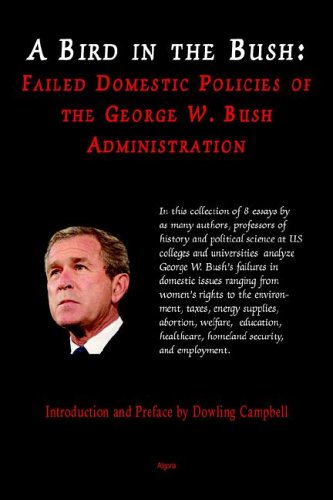 A BIRD IN THE BUSH:
FAILED DOMESTIC POLICIES OF
THE GEORGE W. BUSH
ADMINISTRATION
In this collection of 8 essays by
as many authors, professors of
history and political science at US
colleges and universities analyze
George W. Bush's failures in
domestic issues ranging from
women's rights to the environ-
ment, taxes, energy supplies,
abortion, welfare, education,
healthcare, homeland security,
and employment.
Introduction and Preface by Dowling Campbell
Algora